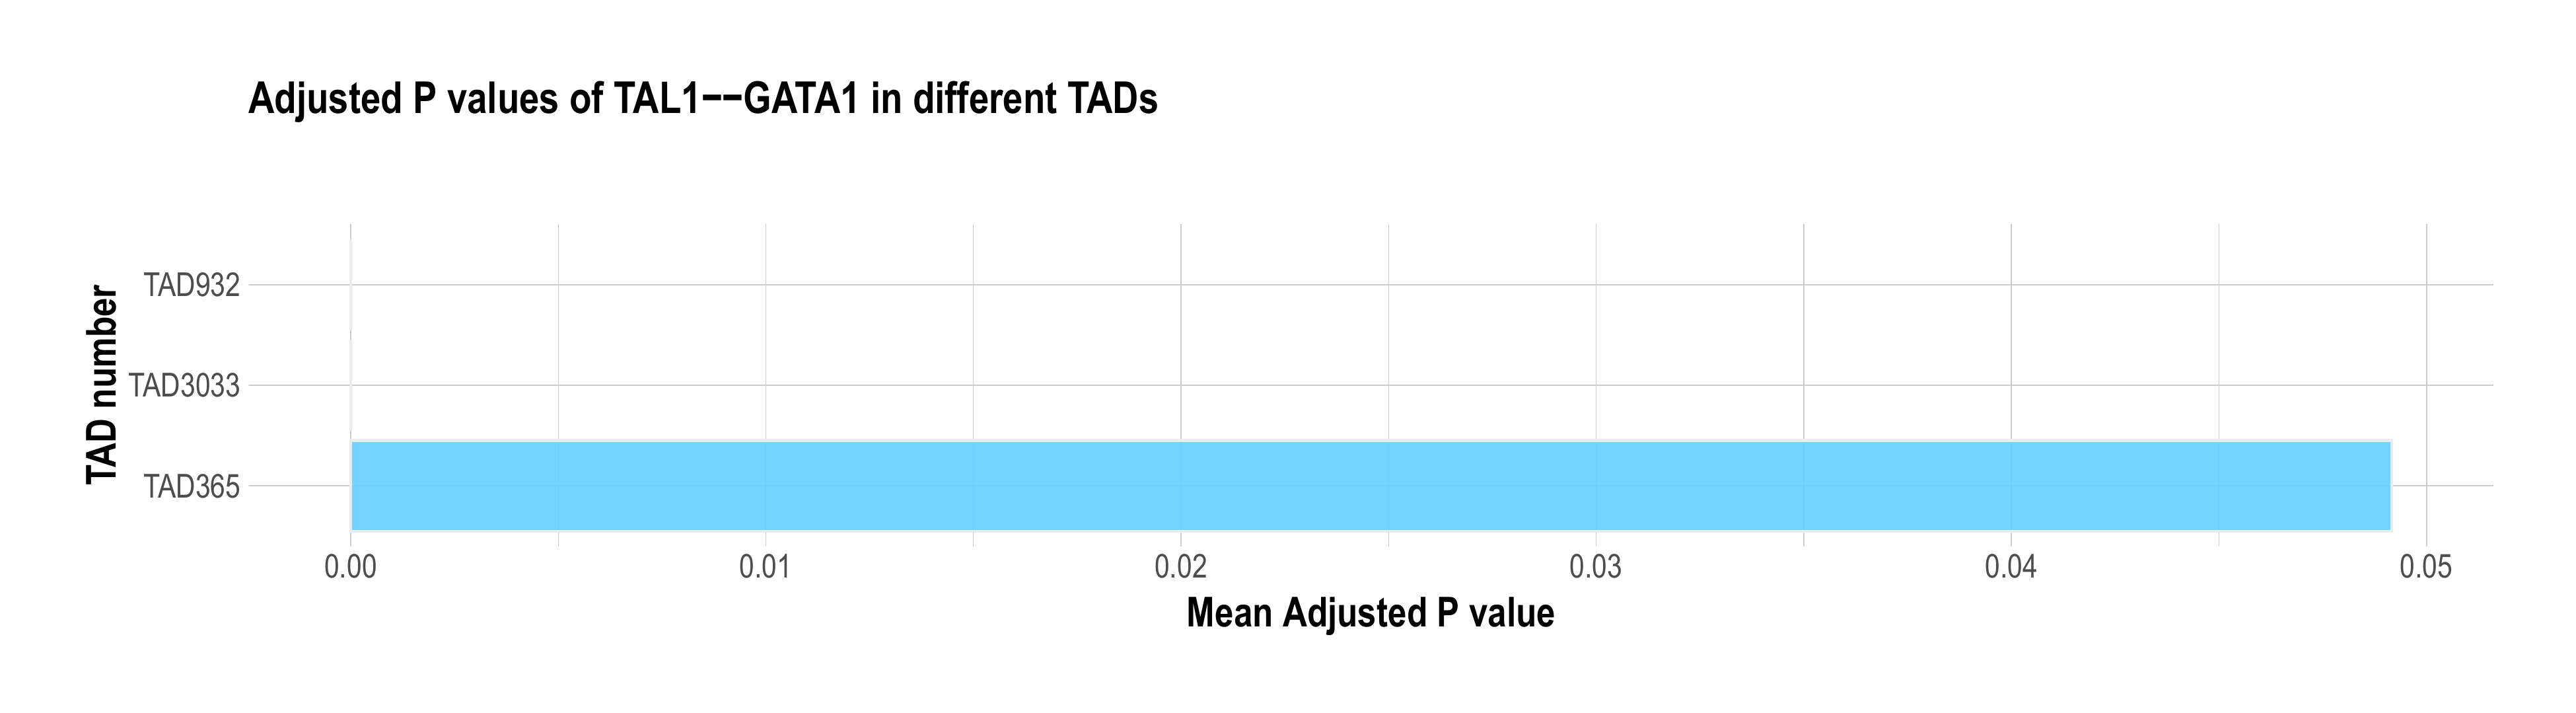 Adjusted P values of TAL1−−GATA1 in different TADs
TAD number
TAD932
TAD3033
TAD365
0.00 0.01 0.02 0.03 0.04 0.05
Mean Adjusted P value